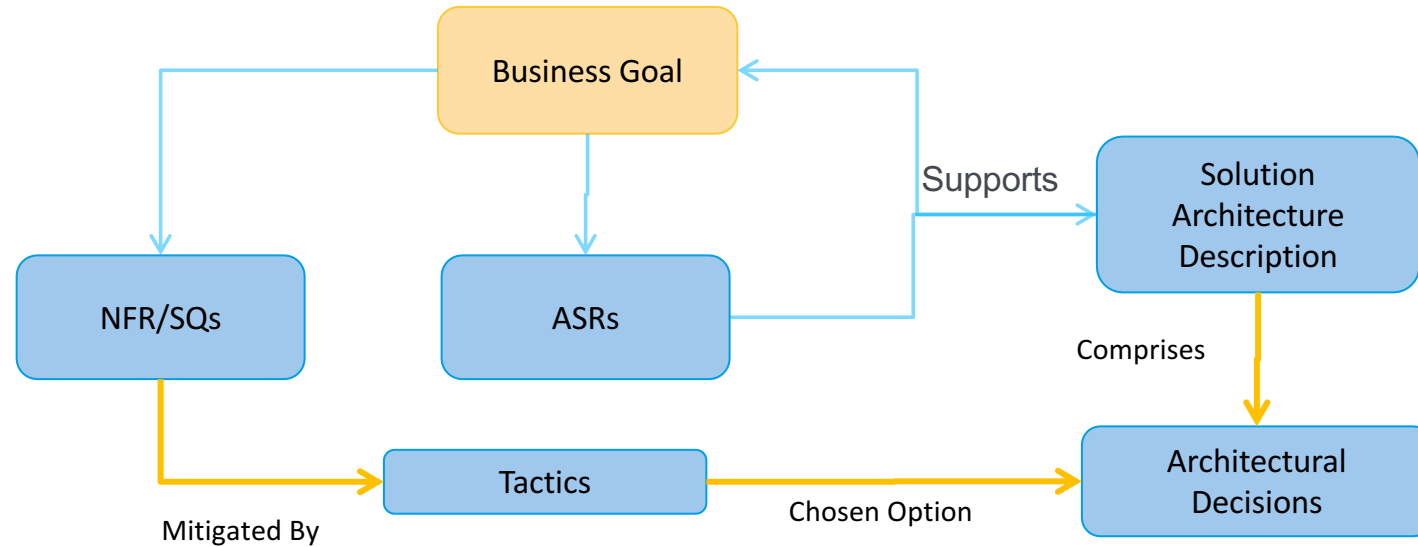 Business Goal
Supports
Solution
Architecture
Description
NFR/SQs
ASRs
Comprises
Tactics
Architectural
Decisions
Mitigated By
Chosen Option